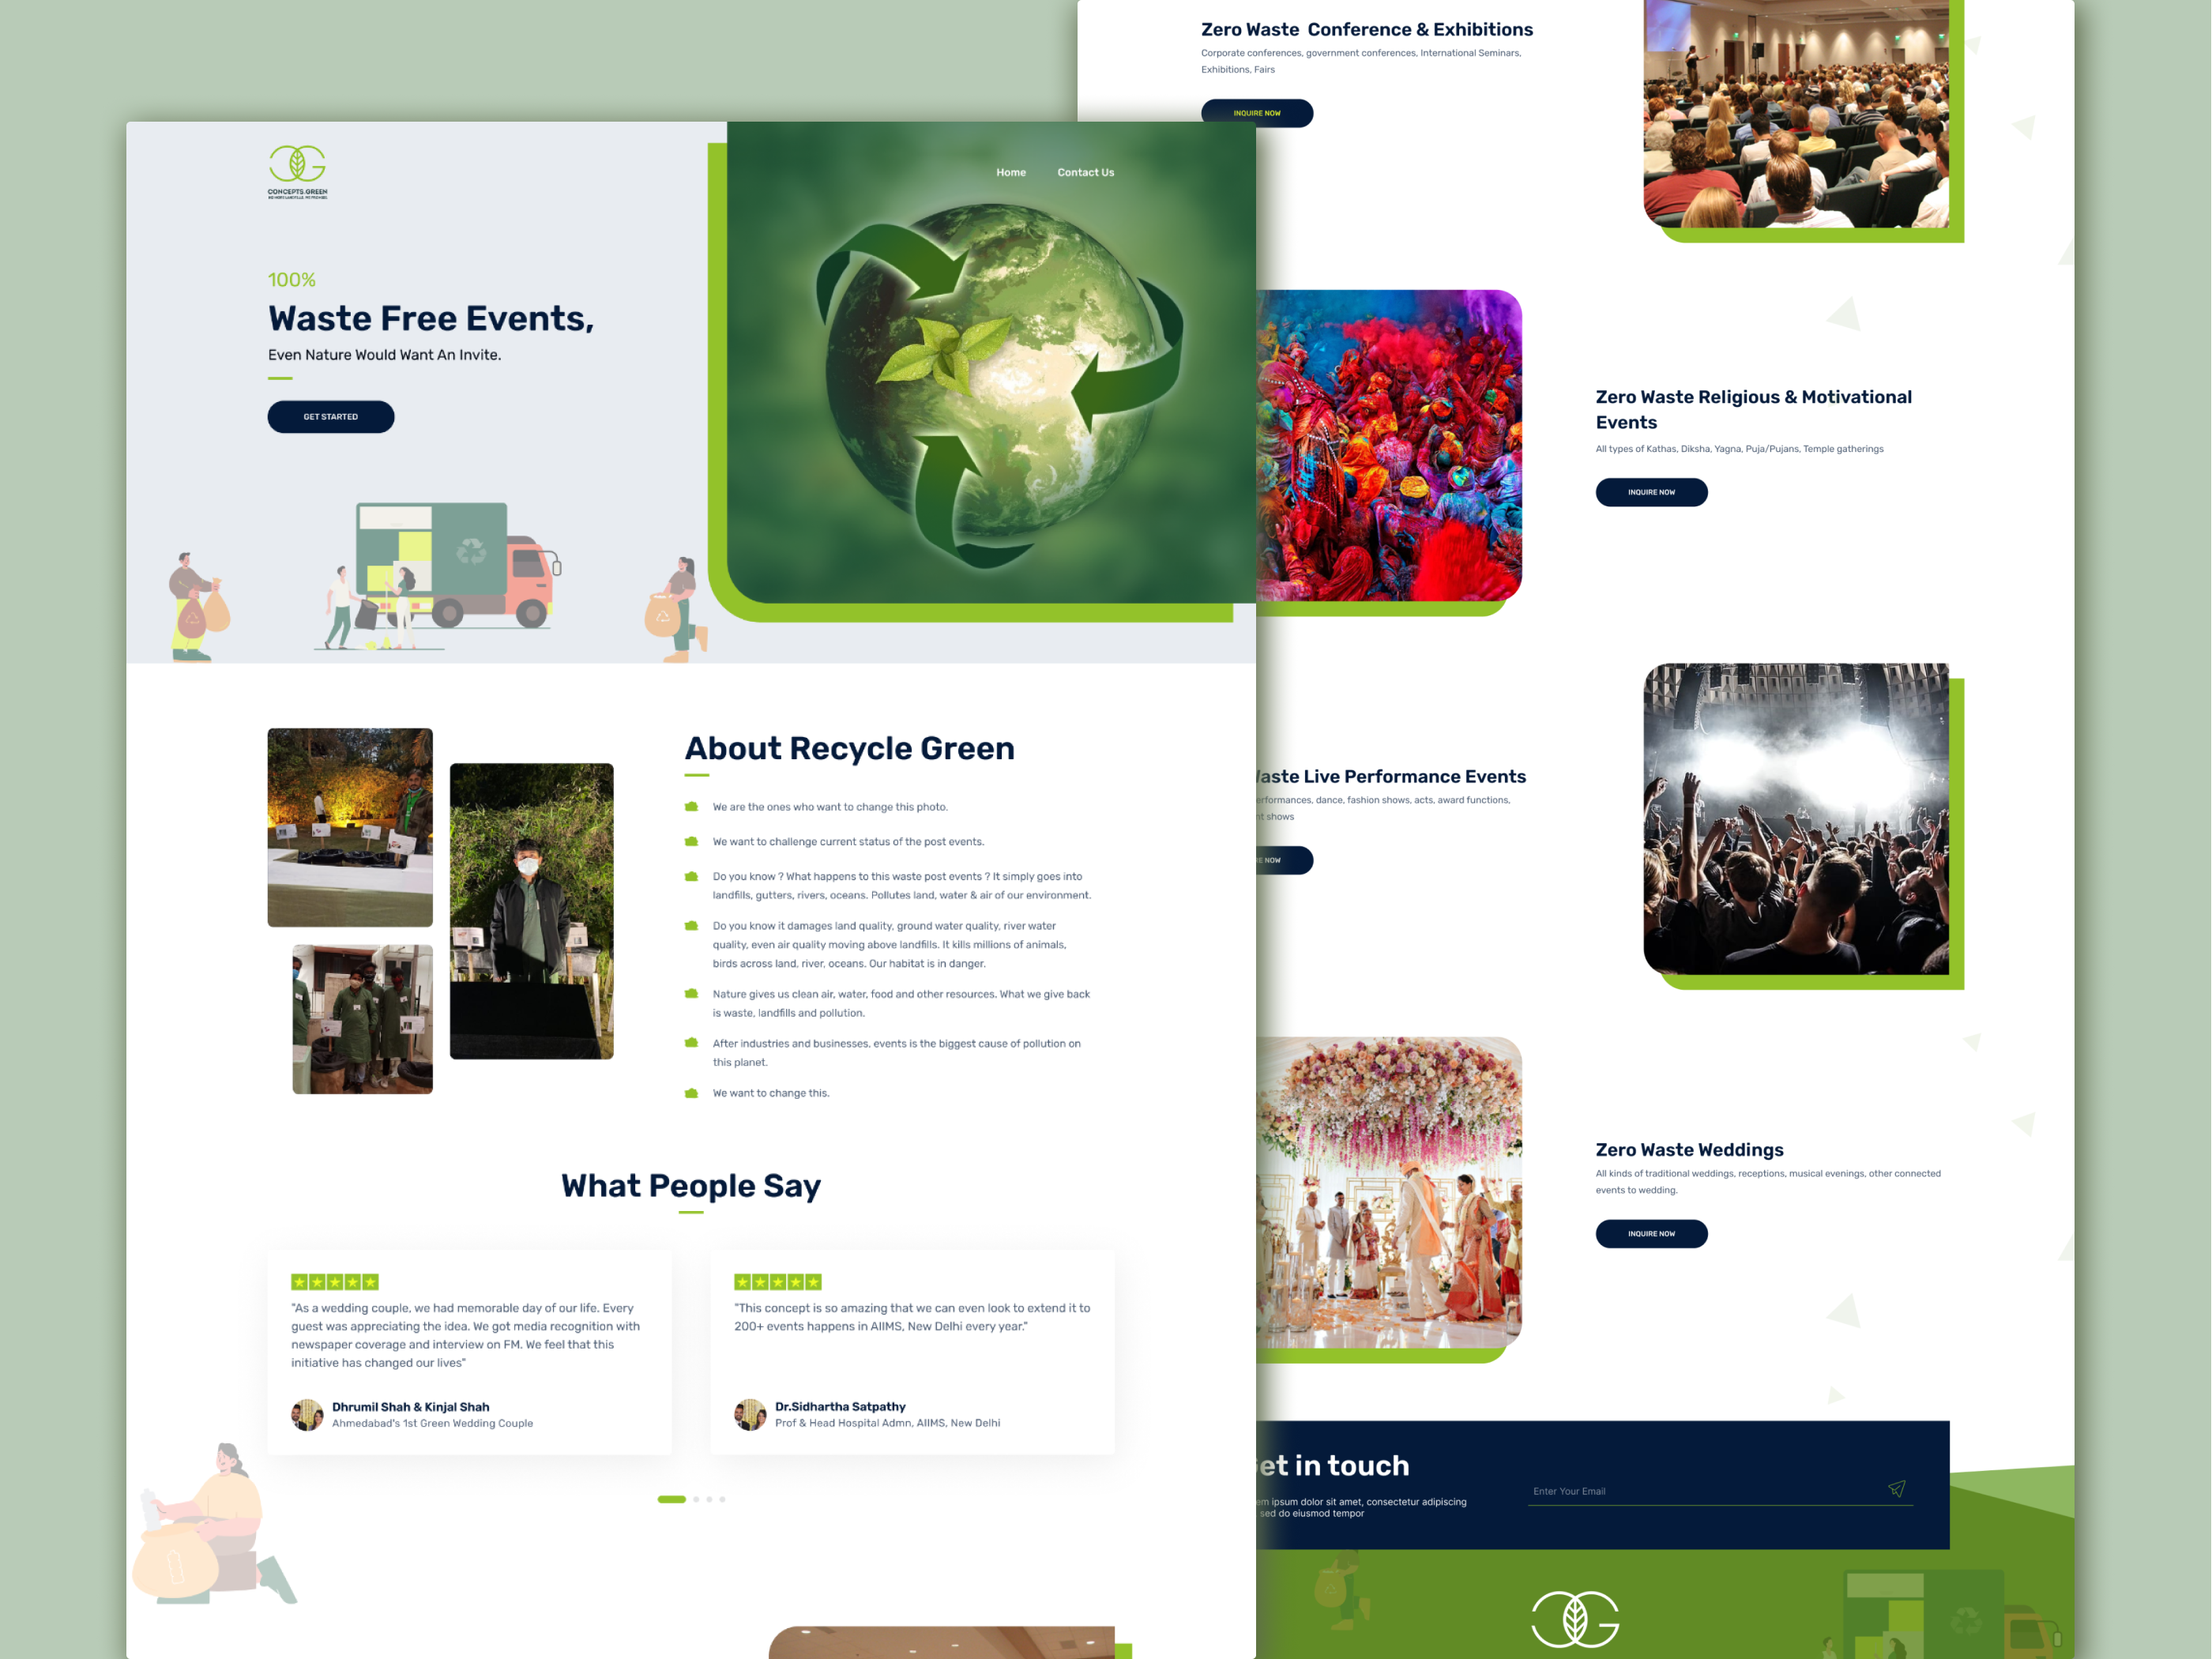 CONCEPTS.GREEN
Home
Contact Us
100%
Waste Free Events,
Even Nature Would Want An Invite.
GET STARTED
About Recycle Green
We are the ones who want to change this photo.
We want to challenge current status of the post events.
Do you know ? What happens to this waste post events ? It simply goes into
landfills, gutters, rivers, oceans. Pollutes land, water & air of our environment.
Do you know it damages land quality, ground water quality, river water
quality, even air quality moving above landfills. It kills millions of animals,
birds across land, river, oceans. Our habitat is in danger.
Nature gives us clean air, water, food and other resources. What we give back
is waste, landfills and pollution.
After industries and businesses, events is the biggest cause of pollution on
this planet.
We want to change this.
What People Say
"As a wedding couple, we had memorable day of our life. Every
guest was appreciating the idea. We got media recognition with
newspaper coverage and interview on FM. We feel that this
initiative has changed our lives"
Dhrumil Shah & Kinjal Shah
Ahmedabad's 1st Green Wedding Couple
"This concept is so amazing that we can even look to extend it to
200+ events happens in AIIMS, New Delhi every year."
Dr.Sidhartha Satpathy
Prof & Head Hospital Admn, AIIMS, New Delhi
Zero Waste Conference & Exhibitions
Corporate conferences, government conferences, International Seminars,
Exhibitions, Fairs
INQUIRE NOW
Zero Waste Religious & Motivational
Events
All types of Kathas, Diksha, Yagna, Puja/Pujans, Temple gatherings
INQUIRE NOW
aste Live Performance Events
erformances, dance, fashion shows, acts, award functions,
nt shows
RE NOW
Zero Waste Weddings
All kinds of traditional weddings, receptions, musical evenings, other connected
events to wedding.
INQUIRE NOW
et in touch
em ipsum dolor sit amet, consectetur adipiscing
sed do eiusmod tempor
Enter Your Email